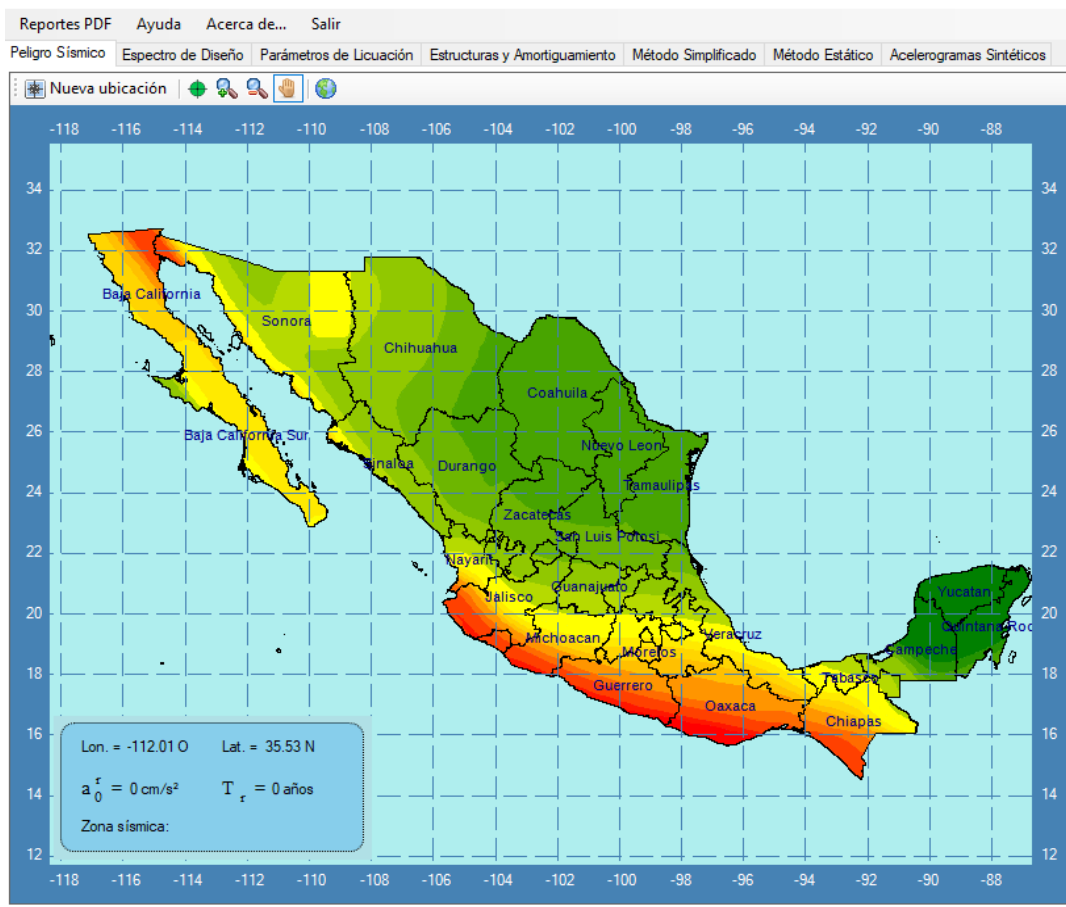 Reportes PDF Ayuda Acerca de... Salir
Peligro Sísmico Espectro de Diseño Parámetros de Licuación Estructuras y Amortiguamiento Método Simplificado Método Estático Acelerogramas Sintéticos
Nueva ubicación
-118 -116 -114 -112 -110 -108 -106 -104 -102 -100 -98 -96 -94 -92 -90 -88
34 34
32 32
Baja California
30 30
Sonora
Chihuahua
28 28
Coahuila
26 26
Baja California Sur
Nuevo Leon
Sinaloa
Durango
Tamaulipas
24 24
Zacatecas
San Luis Potosi
22 22
Nayarit
Guanajuato
Jalisco
Yucatan
20 20
Quintana Roo
Michoacan
Veracruz
Morelos
Campeche
18 18
Tabasco
Guerrero
Oaxaca
Chiapas
16 16
Lon. = -112.01 O Lat. = 35.53 N
a₀ʳ = 0 cm/s² T ᵣ = 0 años
14 14
Zona sísmica:
12 12
-118 -116 -114 -112 -110 -108 -106 -104 -102 -100 -98 -96 -94 -92 -90 -88